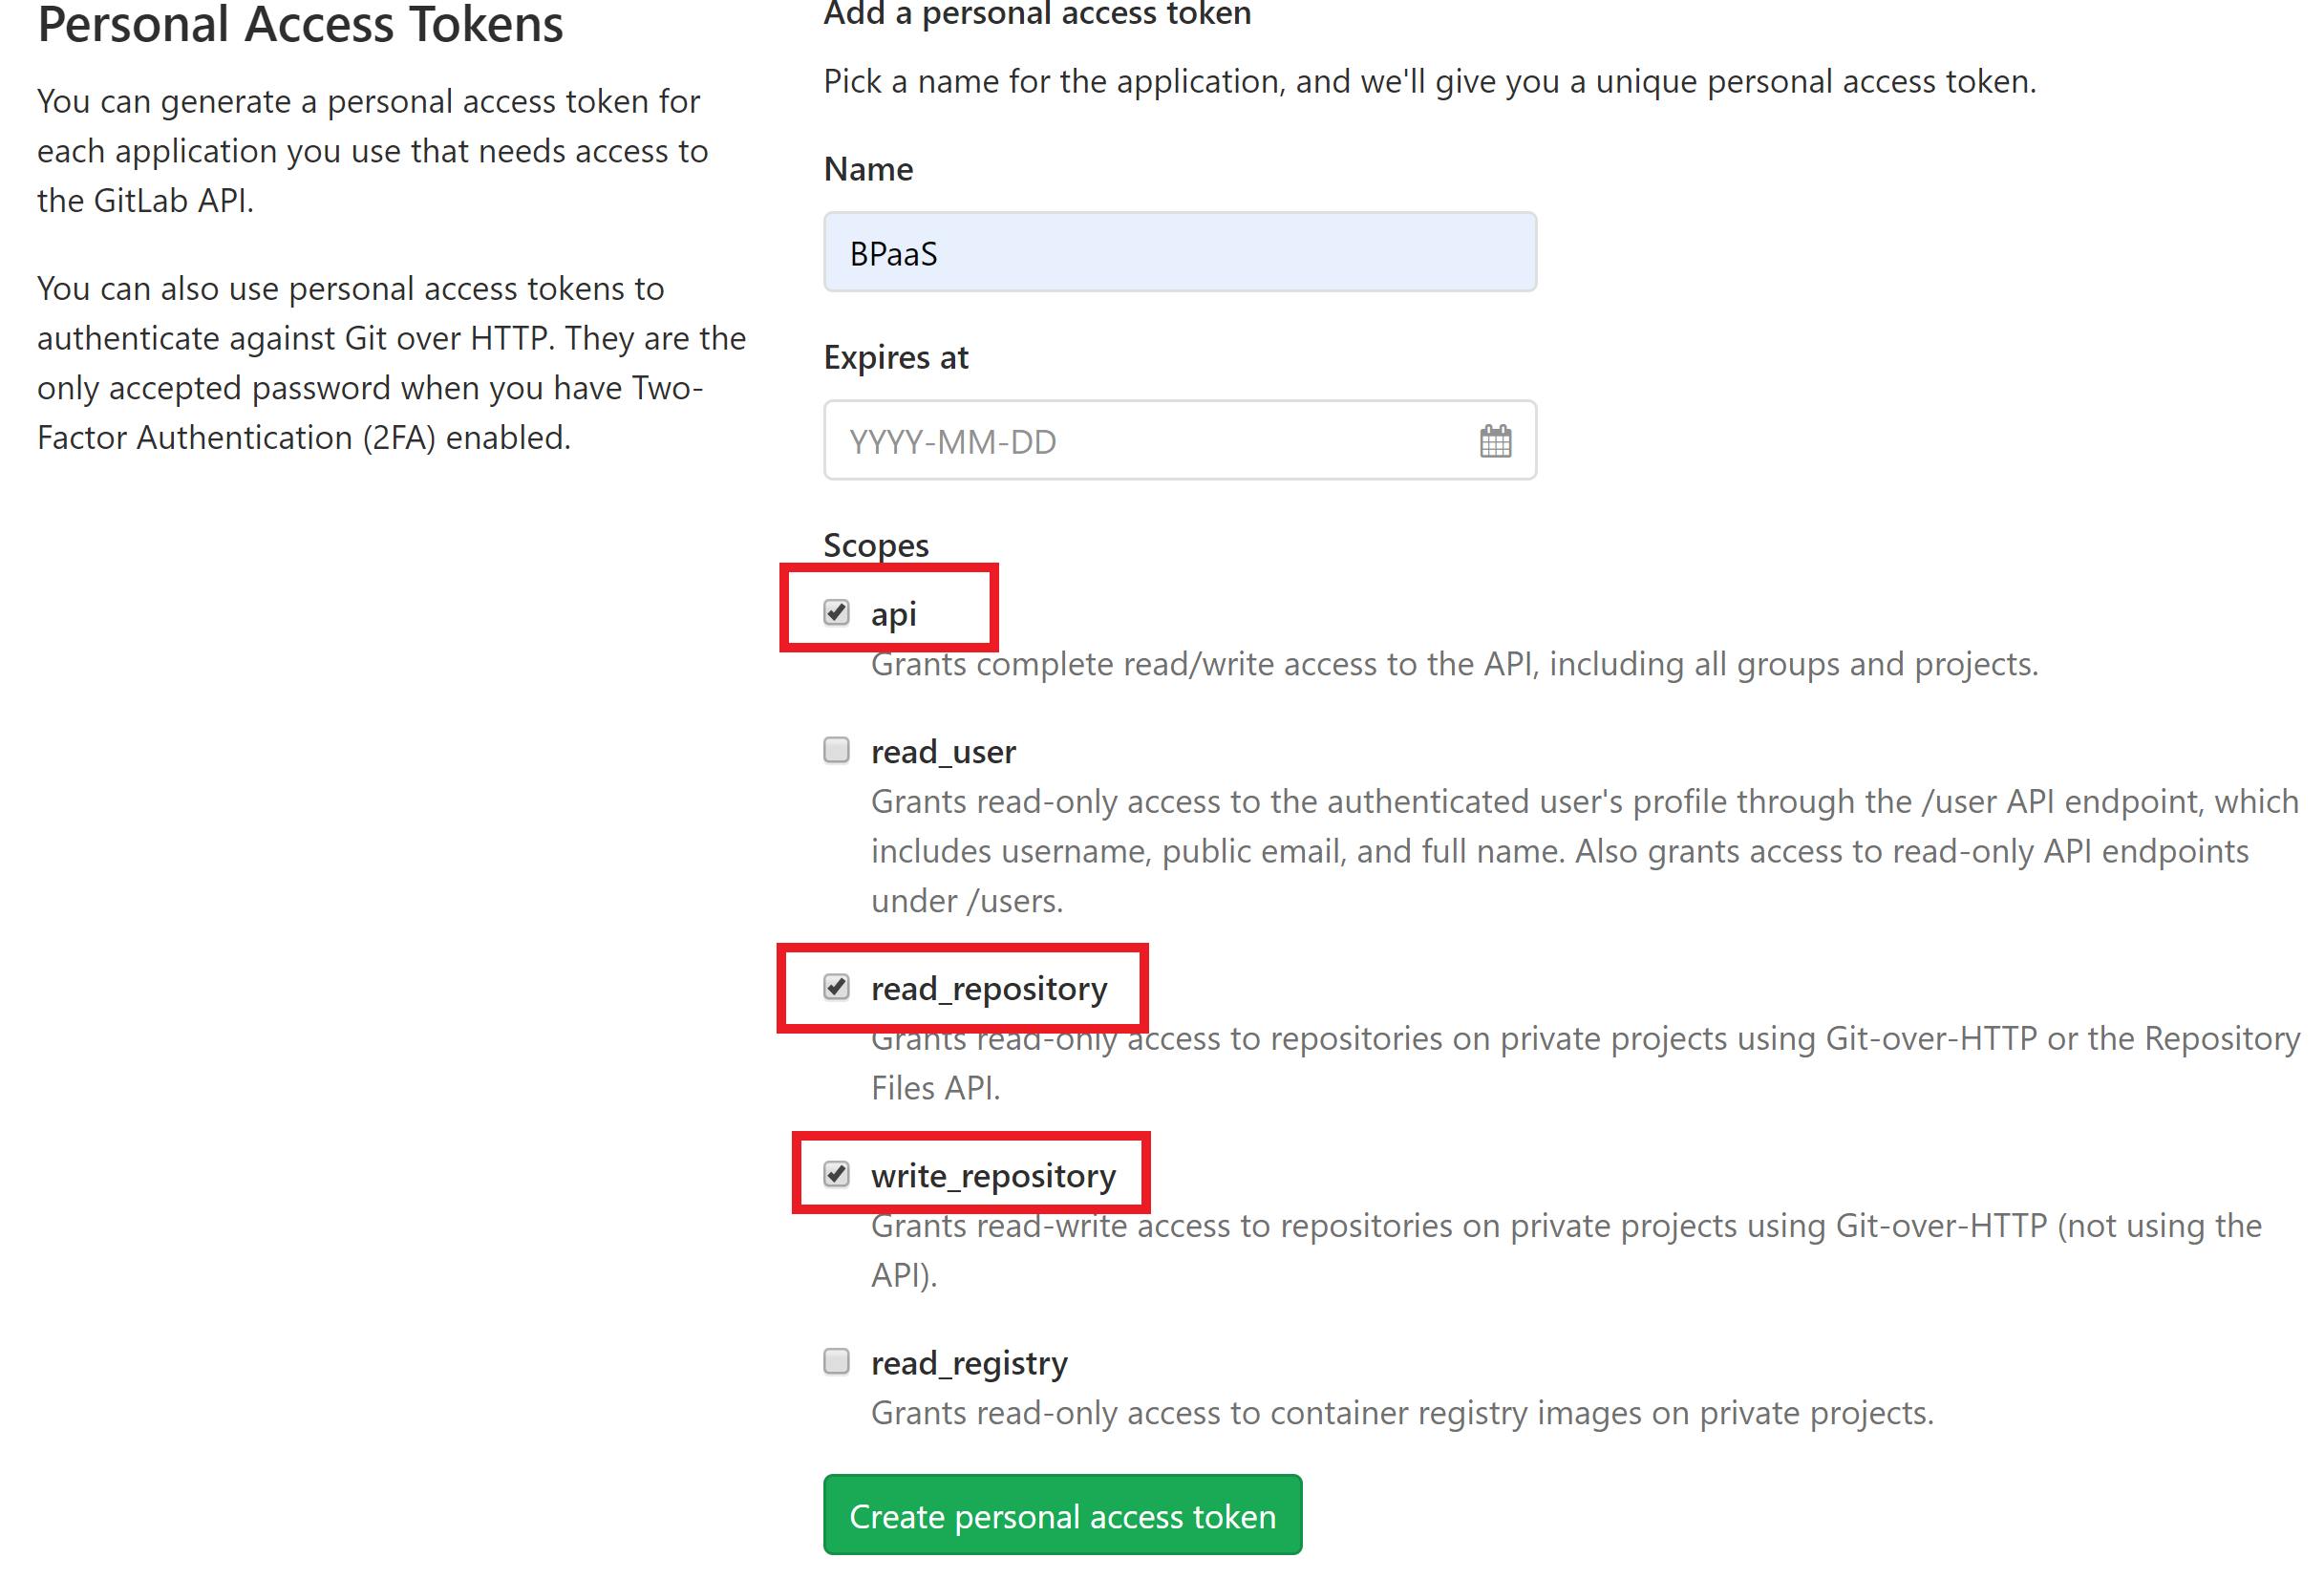 Personal Access Tokens
You can generate a personal access token for
each application you use that needs access to
the GitLab API.
You can also use personal access tokens to
authenticate against Git over HTTP. They are the
only accepted password when you have Two-
Factor Authentication (2FA) enabled.
Add a personal access token
Pick a name for the application, and we'll give you a unique personal access token.
Name
BPaaS
Expires at
YYYY-MM-DD
Scopes
api
Grants complete read/write access to the API, including all groups and projects.
read_user
Grants read-only access to the authenticated user's profile through the /user API endpoint, which
includes username, public email, and full name. Also grants access to read-only API endpoints
under /users.
read_repository
Grants read-only access to repositories on private projects using Git-over-HTTP or the Repository
Files API.
write_repository
Grants read-write access to repositories on private projects using Git-over-HTTP (not using the
API).
read_registry
Grants read-only access to container registry images on private projects.
Create personal access token